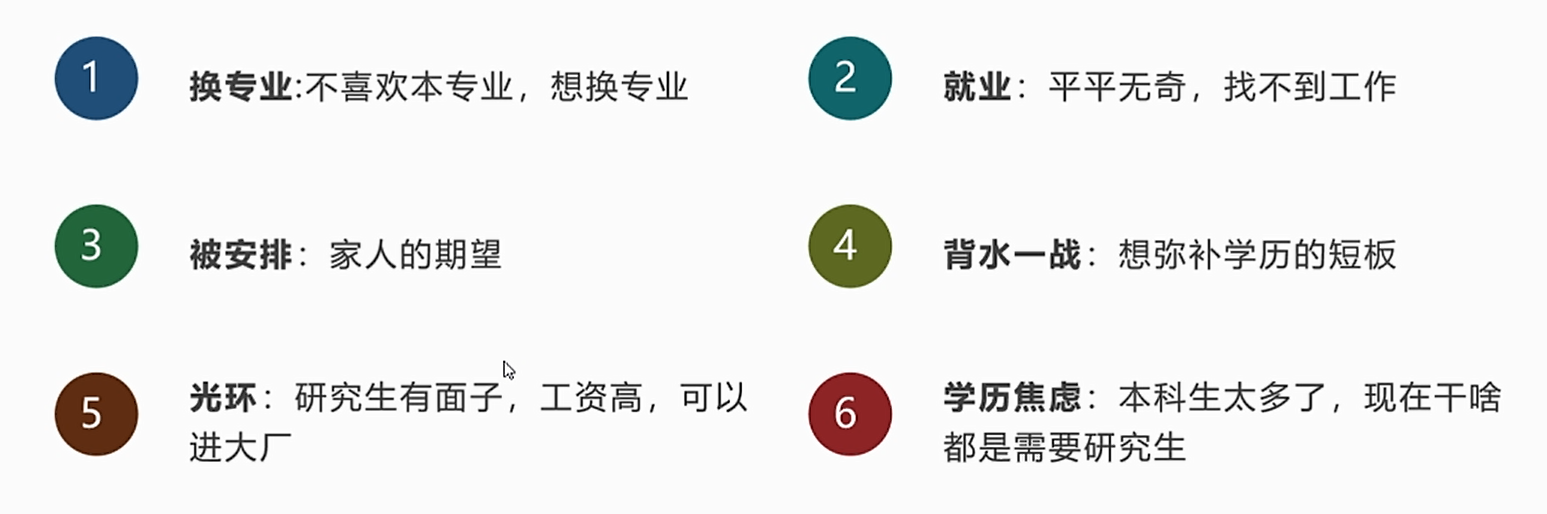 1
换专业:不喜欢本专业，想换专业
2
就业：平平无奇，找不到工作
3
被安排：家人的期望
4
背水一战：想弥补学历的短板
5
光环：研究生有面子，工资高，可以
进大厂
6
学历焦虑：本科生太多了，现在干啥
都是需要研究生